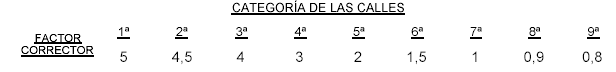 CATEGORÍA DE LAS CALLES
FACTOR CORRECTOR 1ª 2ª 3ª 4ª 5ª 6ª 7ª 8ª 9ª
5 4,5 4 3 2 1,5 1 0,9 0,8